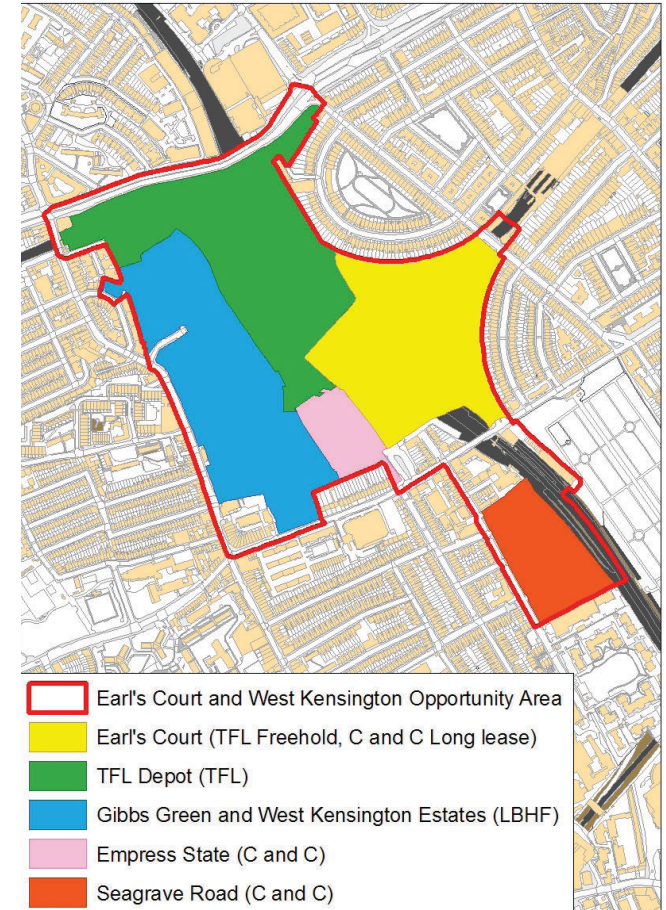 Earl's Court and West Kensington Opportunity Area
Earl's Court (TFL Freehold, C and C Long lease)
TFL Depot (TFL)
Gibbs Green and West Kensington Estates (LBHF)
Empress State (C and C)
Seagrave Road (C and C)